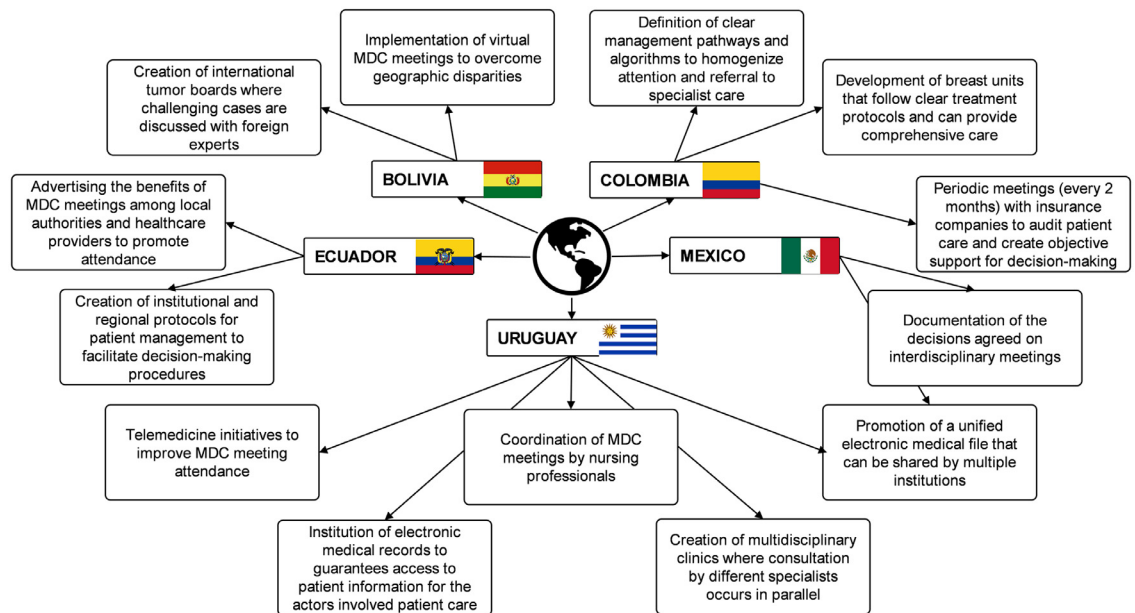 Implementation of virtual
MDC meetings to overcome
geographic disparities
Definition of clear
management pathways and
algorithms to homogenize
attention and referral to
specialist care
Creation of international
tumor boards where
challenging cases are
discussed with foreign
experts
Development of breast units
that follow clear treatment
protocols and can provide
comprehensive care
BOLIVIA
COLOMBIA
Advertising the benefits of
MDC meetings among local
authorities and healthcare
providers to promote
attendance
Periodic meetings (every 2
months) with insurance
companies to audit patient
care and create objective
support for decision-making
ECUADOR
MEXICO
Creation of institutional and
regional protocols for
patient management to
facilitate decision-making
procedures
Documentation of the
decisions agreed on
interdisciplinary meetings
URUGUAY
Telemedicine initiatives to
improve MDC meeting
attendance
Coordination of MDC
meetings by nursing
professionals
Promotion of a unified
electronic medical file that
can be shared by multiple
institutions
Institution of electronic
medical records to
guarantees access to
patient information for the
actors involved patient care
Creation of multidisciplinary
clinics where consultation
by different specialists
occurs in parallel